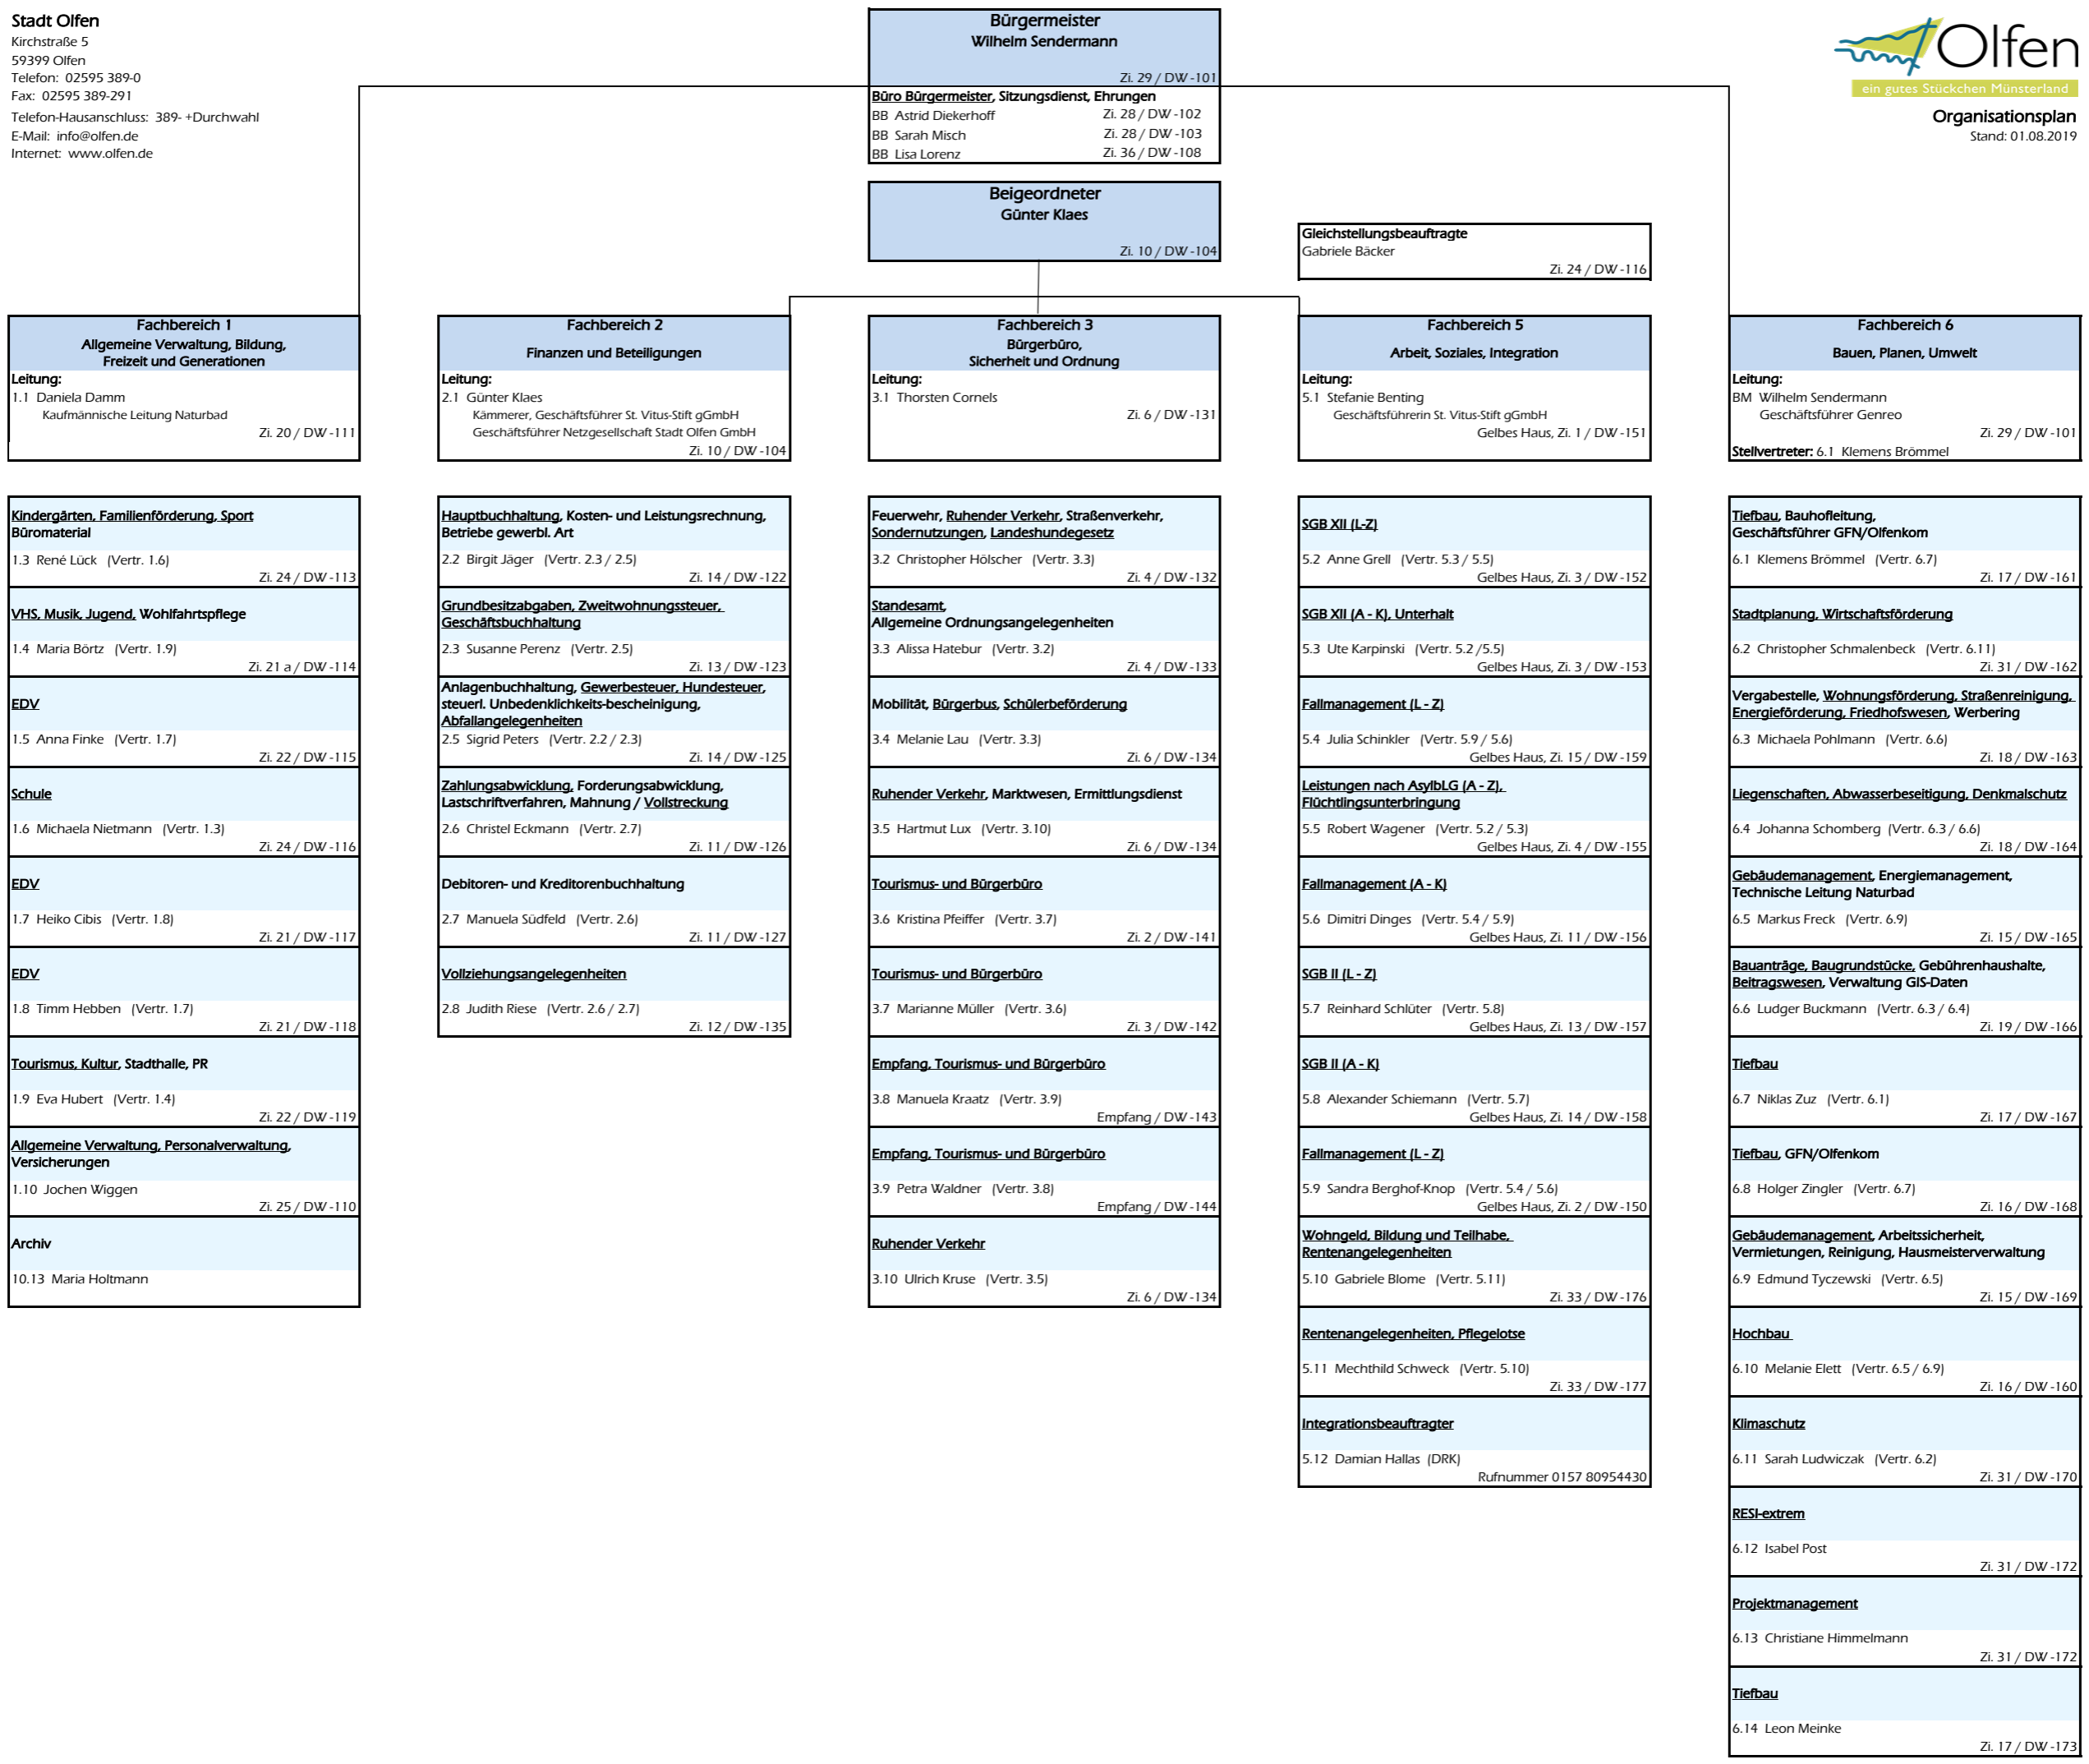 Stadt Olfen
Kirchstraße 5
59399 Olfen
Telefon: 02595 389-0
Fax: 02595 389-291
Telefon-Hausanschluss: 389- +Durchwahl
E-Mail: info@olfen.de
Internet: www.olfen.de
Bürgermeister
Wilhelm Sendermann
Zi. 29 / DW -101
Büro Bürgermeister, Sitzungsdienst, Ehrungen
BB Astrid Diekerhoff Zi. 28 / DW -102
BB Sarah Misch Zi. 28 / DW -103
BB Lisa Lorenz Zi. 36 / DW -108
Olfen
ein gutes Stückchen Münsterland
Organisationsplan
Stand: 01.08.2019
Beigeordneter
Günter Klaes
Zi. 10 / DW -104
Gleichstellungsbeauftragte
Gabriele Bäcker
Zi. 24 / DW -116
Fachbereich 1
Allgemeine Verwaltung, Bildung,
Freizeit und Generationen
Leitung:
1.1 Daniela Damm
Kaufmännische Leitung Naturbad
Zi. 20 / DW -111
Kindergärten, Familienförderung, Sport
Büromaterial
1.3 René Lück (Vertr. 1.6)
Zi. 24 / DW -113
VHS, Musik, Jugend, Wohlfahrtspflege
1.4 Maria Börtz (Vertr. 1.9)
Zi. 21 a / DW -114
EDV
1.5 Anna Finke (Vertr. 1.7)
Zi. 22 / DW -115
Schule
1.6 Michaela Nietmann (Vertr. 1.3)
Zi. 24 / DW -116
EDV
1.7 Heiko Cibis (Vertr. 1.8)
Zi. 21 / DW -117
EDV
1.8 Timm Hebben (Vertr. 1.7)
Zi. 21 / DW -118
Tourismus, Kultur, Stadthalle, PR
1.9 Eva Hubert (Vertr. 1.4)
Zi. 22 / DW -119
Allgemeine Verwaltung, Personalverwaltung,
Versicherungen
1.10 Jochen Wiggen
Zi. 25 / DW -110
Archiv
10.13 Maria Holtmann
Fachbereich 2
Finanzen und Beteiligungen
Leitung:
2.1 Günter Klaes
Kämmerer, Geschäftsführer St. Vitus-Stift gGmbH
Geschäftsführer Netzgesellschaft Stadt Olfen GmbH
Zi. 10 / DW -104
Hauptbuchhaltung, Kosten- und Leistungsrechnung,
Betriebe gewerbl. Art
2.2 Birgit Jäger (Vertr. 2.3 / 2.5)
Zi. 14 / DW -122
Grundbesitzabgaben, Zweitwohnungssteuer,
Geschäftsbuchhaltung
2.3 Susanne Perenz (Vertr. 2.5)
Zi. 13 / DW -123
Anlagenbuchhaltung, Gewerbesteuer, Hundesteuer,
steuerl. Unbedenklichkeits-bescheinigung,
Abfallangelegenheiten
2.5 Sigrid Peters (Vertr. 2.2 / 2.3)
Zi. 14 / DW -125
Zahlungsabwicklung, Forderungsabwicklung,
Lastschriftverfahren, Mahnung / Vollstreckung
2.6 Christel Eckmann (Vertr. 2.7)
Zi. 11 / DW -126
Debitoren- und Kreditorenbuchhaltung
2.7 Manuela Südfeld (Vertr. 2.6)
Zi. 11 / DW -127
Vollziehungsangelegenheiten
2.8 Judith Riese (Vertr. 2.6 / 2.7)
Zi. 12 / DW -135
Fachbereich 3
Bürgerbüro,
Sicherheit und Ordnung
Leitung:
3.1 Thorsten Cornels
Zi. 6 / DW -131
Feuerwehr, Ruhender Verkehr, Straßenverkehr,
Sondernutzungen, Landeshundegesetz
3.2 Christopher Hölscher (Vertr. 3.3)
Zi. 4 / DW -132
Standesamt,
Allgemeine Ordnungsangelegenheiten
3.3 Alissa Hatebur (Vertr. 3.2)
Zi. 4 / DW -133
Mobilität, Bürgerbus, Schülerbeförderung
3.4 Melanie Lau (Vertr. 3.3)
Zi. 6 / DW -134
Ruhender Verkehr, Marktwesen, Ermittlungsdienst
3.5 Hartmut Lux (Vertr. 3.10)
Zi. 6 / DW -134
Tourismus- und Bürgerbüro
3.6 Kristina Pfeiffer (Vertr. 3.7)
Zi. 2 / DW -141
Tourismus- und Bürgerbüro
3.7 Marianne Müller (Vertr. 3.6)
Zi. 3 / DW -142
Empfang, Tourismus- und Bürgerbüro
3.8 Manuela Kraatz (Vertr. 3.9)
Empfang / DW -143
Empfang, Tourismus- und Bürgerbüro
3.9 Petra Waldner (Vertr. 3.8)
Empfang / DW -144
Ruhender Verkehr
3.10 Ulrich Kruse (Vertr. 3.5)
Zi. 6 / DW -134
Fachbereich 5
Arbeit, Soziales, Integration
Leitung:
5.1 Stefanie Benting
Geschäftsführerin St. Vitus-Stift gGmbH
Gelbes Haus, Zi. 1 / DW -151
SGB XII (L-Z)
5.2 Anne Grell (Vertr. 5.3 / 5.5)
Gelbes Haus, Zi. 3 / DW -152
SGB XII (A - K), Unterhalt
5.3 Ute Karpinski (Vertr. 5.2 /5.5)
Gelbes Haus, Zi. 3 / DW -153
Fallmanagement (L - Z)
5.4 Julia Schinkler (Vertr. 5.9 / 5.6)
Gelbes Haus, Zi. 15 / DW -159
Leistungen nach AsylbLG (A - Z),
Flüchtlingsunterbringung
5.5 Robert Wagener (Vertr. 5.2 / 5.3)
Gelbes Haus, Zi. 4 / DW -155
Fallmanagement (A - K)
5.6 Dimitri Dinges (Vertr. 5.4 / 5.9)
Gelbes Haus, Zi. 11 / DW -156
SGB II (L - Z)
5.7 Reinhard Schlüter (Vertr. 5.8)
Gelbes Haus, Zi. 13 / DW -157
SGB II (A - K)
5.8 Alexander Schiemann (Vertr. 5.7)
Gelbes Haus, Zi. 14 / DW -158
Fallmanagement (L - Z)
5.9 Sandra Berghof-Knop (Vertr. 5.4 / 5.6)
Gelbes Haus, Zi. 2 / DW -150
Wohngeld, Bildung und Teilhabe,
Rentenangelegenheiten
5.10 Gabriele Blome (Vertr. 5.11)
Zi. 33 / DW -176
Rentenangelegenheiten, Pflegelotse
5.11 Mechthild Schweck (Vertr. 5.10)
Zi. 33 / DW -177
Integrationsbeauftragter
5.12 Damian Hallas (DRK)
Rufnummer 0157 80954430
Fachbereich 6
Bauen, Planen, Umwelt
Leitung:
BM Wilhelm Sendermann
Geschäftsführer Genreo
Zi. 29 / DW -101
Stellvertreter: 6.1 Klemens Brömmel
Tiefbau, Bauhofleitung,
Geschäftsführer GFN/Olfenkom
6.1 Klemens Brömmel (Vertr. 6.7)
Zi. 17 / DW -161
Stadtplanung, Wirtschaftsförderung
6.2 Christopher Schmalenbeck (Vertr. 6.11)
Zi. 31 / DW -162
Vergabestelle, Wohnungsförderung, Straßenreinigung,
Energieförderung, Friedhofswesen, Werbering
6.3 Michaela Pohlmann (Vertr. 6.6)
Zi. 18 / DW -163
Liegenschaften, Abwasserbeseitigung, Denkmalschutz
6.4 Johanna Schomberg (Vertr. 6.3 / 6.6)
Zi. 18 / DW -164
Gebäudemanagement, Energiemanagement,
Technische Leitung Naturbad
6.5 Markus Freck (Vertr. 6.9)
Zi. 15 / DW -165
Bauanträge, Baugrundstücke, Gebührenhaushalte,
Beitragswesen, Verwaltung GIS-Daten
6.6 Ludger Buckmann (Vertr. 6.3 / 6.4)
Zi. 19 / DW -166
Tiefbau
6.7 Niklas Zuz (Vertr. 6.1)
Zi. 17 / DW -167
Tiefbau, GFN/Olfenkom
6.8 Holger Zingler (Vertr. 6.7)
Zi. 16 / DW -168
Gebäudemanagement, Arbeitssicherheit,
Vermietungen, Reinigung, Hausmeisterverwaltung
6.9 Edmund Tyczewski (Vertr. 6.5)
Zi. 15 / DW -169
Hochbau
6.10 Melanie Elett (Vertr. 6.5 / 6.9)
Zi. 16 / DW -160
Klimaschutz
6.11 Sarah Ludwiczak (Vertr. 6.2)
Zi. 31 / DW -170
RESI-extrem
6.12 Isabel Post
Zi. 31 / DW -172
Projektmanagement
6.13 Christiane Himmelmann
Zi. 31 / DW -172
Tiefbau
6.14 Leon Meinke
Zi. 17 / DW -173